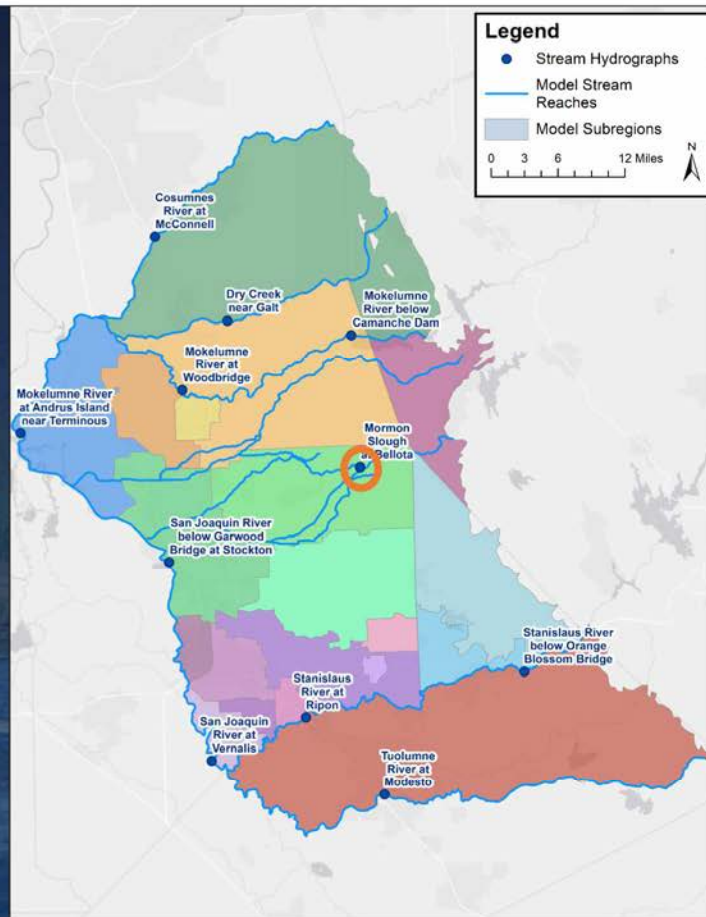 Legend
Stream Hydrographs
Model Stream
Reaches
Model Subregions
0 3 6 12 Miles
N
Cosumnes
River at
McConnell
Dry Creek
near Galt
Mokelumne
River below
Camanche Dam
Mokelumne
River at
Woodbridge
Mokelumne River
at Andrus Island
near Terminous
Mormon
Slough
at Bellota
San Joaquin River
below Garwood
Bridge at Stockton
Stanislaus River
below Orange
Blossom Bridge
Stanislaus
River at
Ripon
San Joaquin
River at
Vernalis
Tuolumne
River at
Modesto